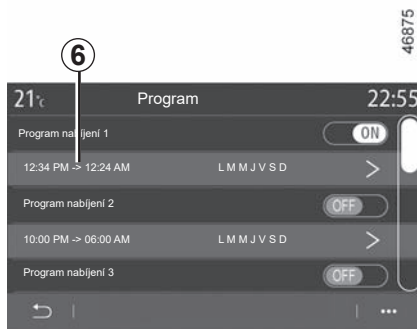 46875
6
21°c Program 22:55
Program nabíjení 1 ON
12:34 PM -> 12:24 AM L M M J V S D >
Program nabíjení 2 OFF
10:00 PM -> 06:00 AM L M M J V S D >
Program nabíjení 3 OFF